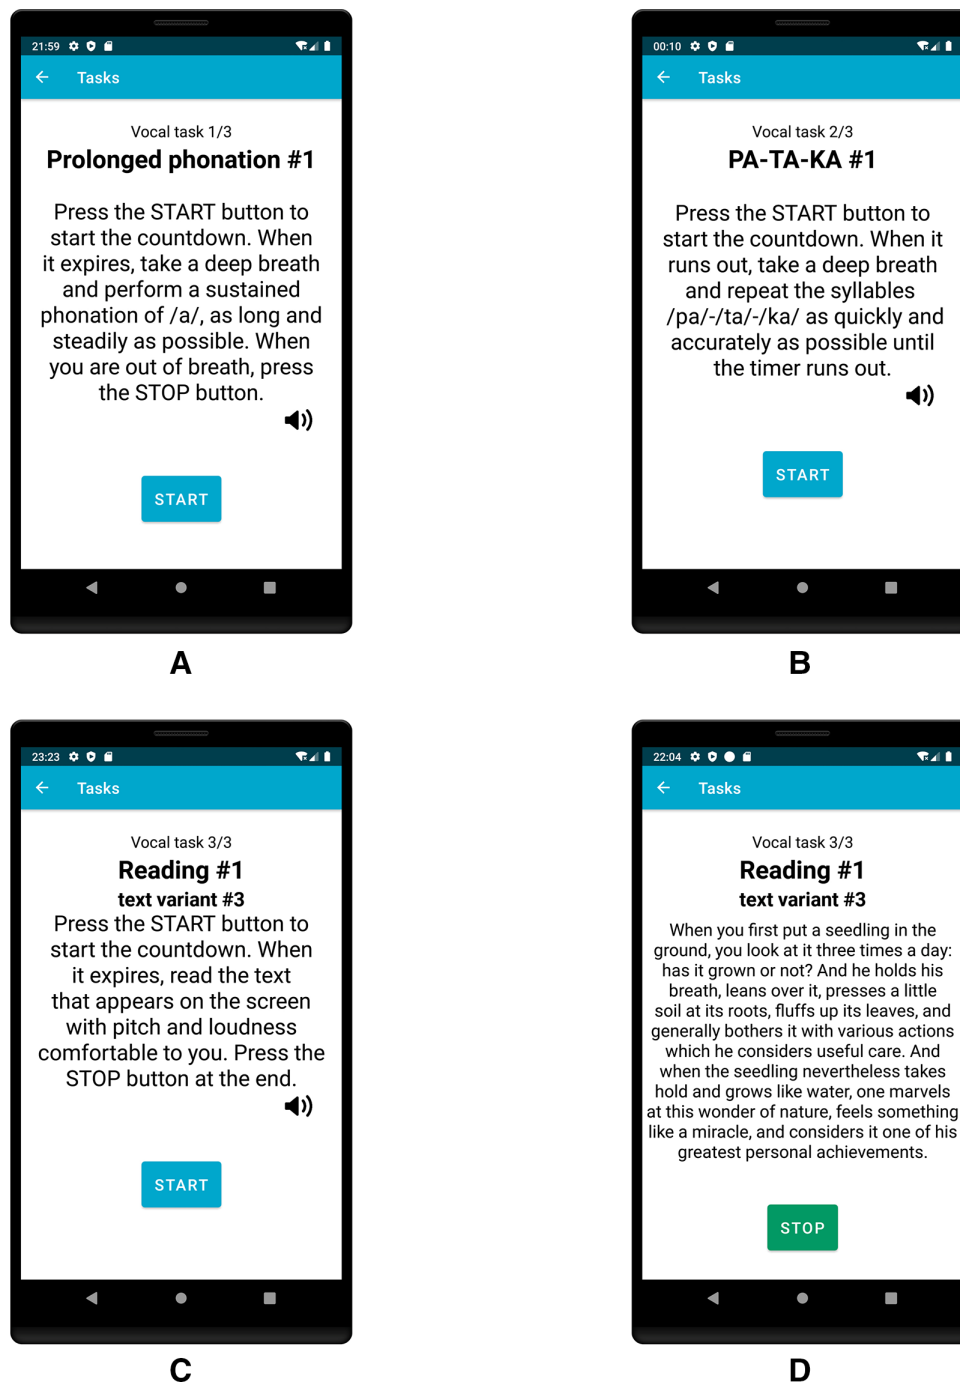 21:59
Tasks
Vocal task 1/3
Prolonged phonation #1
Press the START button to
start the countdown. When
it expires, take a deep breath
and perform a sustained
phonation of /a/, as long and
steadily as possible. When
you are out of breath, press
the STOP button.
START
A
00:10
Tasks
Vocal task 2/3
PA-TA-KA #1
Press the START button to
start the countdown. When it
runs out, take a deep breath
and repeat the syllables
/pa/-/ta/-/ka/ as quickly and
accurately as possible until
the timer runs out.
START
B
23:23
Tasks
Vocal task 3/3
Reading #1
text variant #3
Press the START button to
start the countdown. When
it expires, read the text
that appears on the screen
with pitch and loudness
comfortable to you. Press the
STOP button at the end.
START
C
22:04
Tasks
Vocal task 3/3
Reading #1
text variant #3
When you first put a seedling in the
ground, you look at it three times a day:
has it grown or not? And he holds his
breath, leans over it, presses a little
soil at its roots, fluffs up its leaves, and
generally bothers it with various actions
which he considers useful care. And
when the seedling nevertheless takes
hold and grows like water, one marvels
at this wonder of nature, feels something
like a miracle, and considers it one of his
greatest personal achievements.
STOP
D